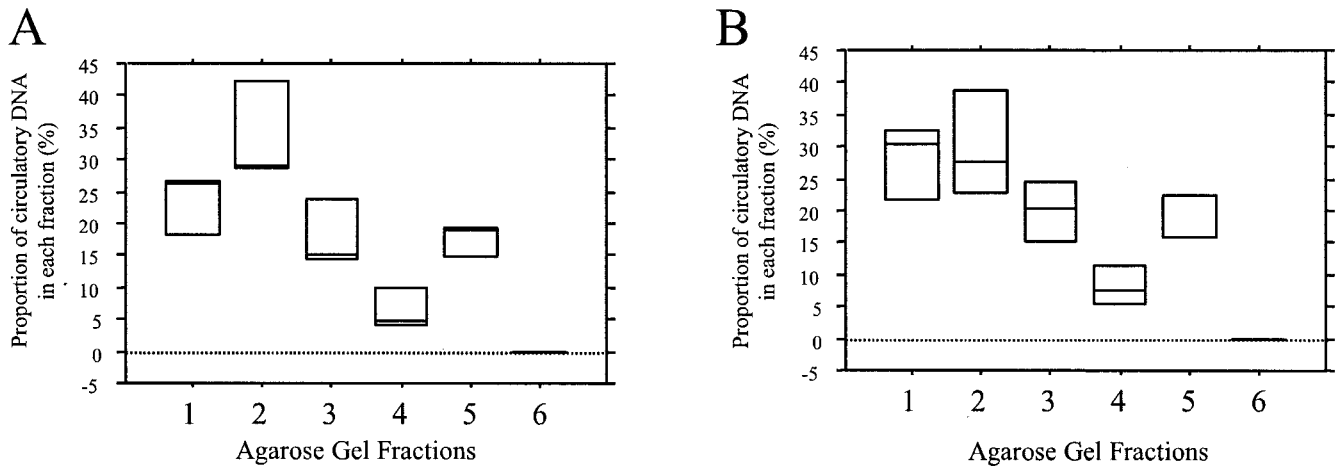 A
Proportion of circulatory DNA
in each fraction (%)
45
40
35
30
25
20
15
10
5
0
-5
1 2 3 4 5 6
Agarose Gel Fractions
B
Proportion of circulatory DNA
in each fraction (%)
45
40
35
30
25
20
15
10
5
0
-5
1 2 3 4 5 6
Agarose Gel Fractions